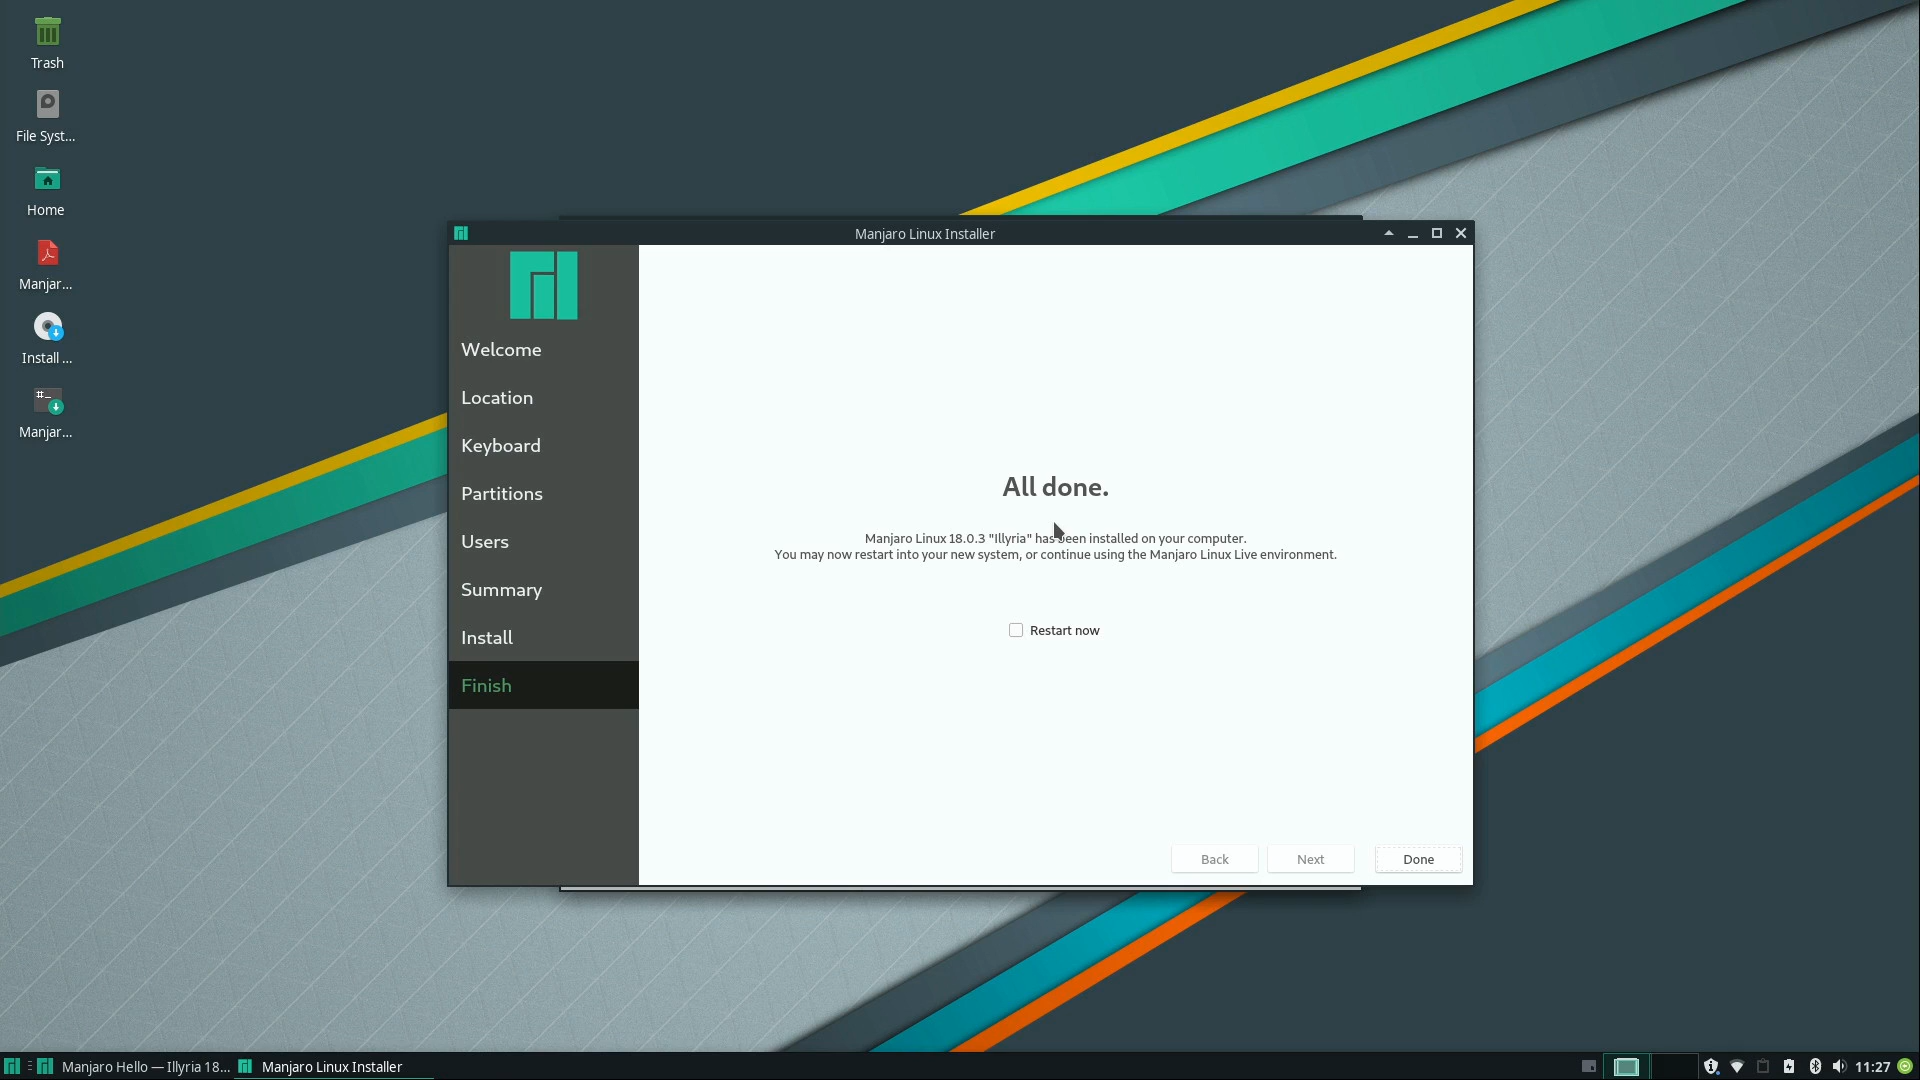 Trash
File Syst...
Home
Manjar...
Install ...
Manjar...
Manjaro Linux Installer
Welcome
Location
Keyboard
Partitions
Users
Summary
Install
Finish
All done.
Manjaro Linux 18.0.3 "Illyria" has been installed on your computer.
You may now restart into your new system, or continue using the Manjaro Linux Live environment.
Restart now
Back
Next
Done
Manjaro Hello — Illyria 18...
Manjaro Linux Installer
11:27